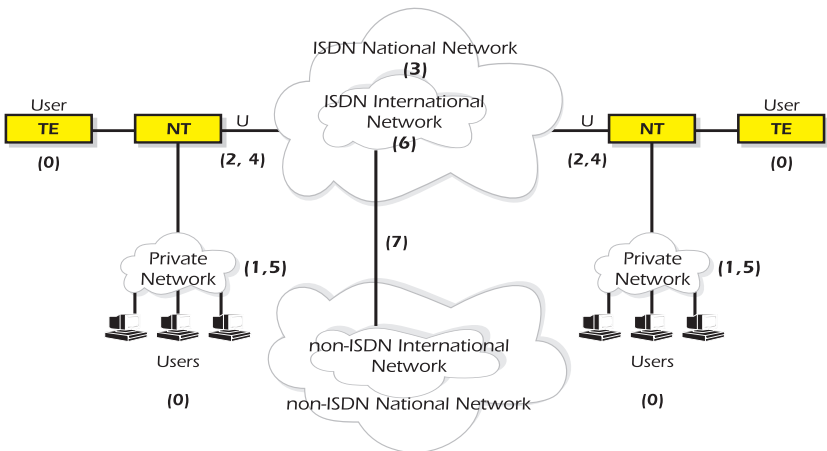 ISDN National Network
(3)
ISDN International
Network
(6)
User
TE
(0)
NT
U
(2, 4)
U
(2,4)
NT
User
TE
(0)
(7)
Private
Network
(1,5)
Users
(0)
Private
Network
(1,5)
Users
(0)
non-ISDN International
Network
non-ISDN National Network